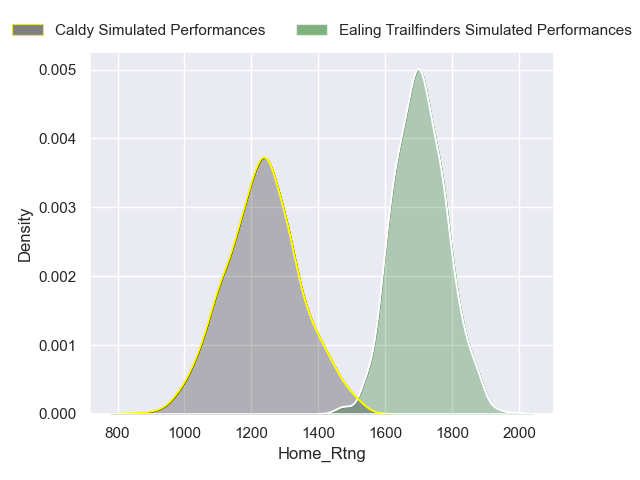 Caldy Simulated Performances
Ealing Trailfinders Simulated Performances
0.005
0.004
0.003
0.002
0.001
0.000
Density
800 1000 1200 1400 1600 1800 2000
Home_Rtng